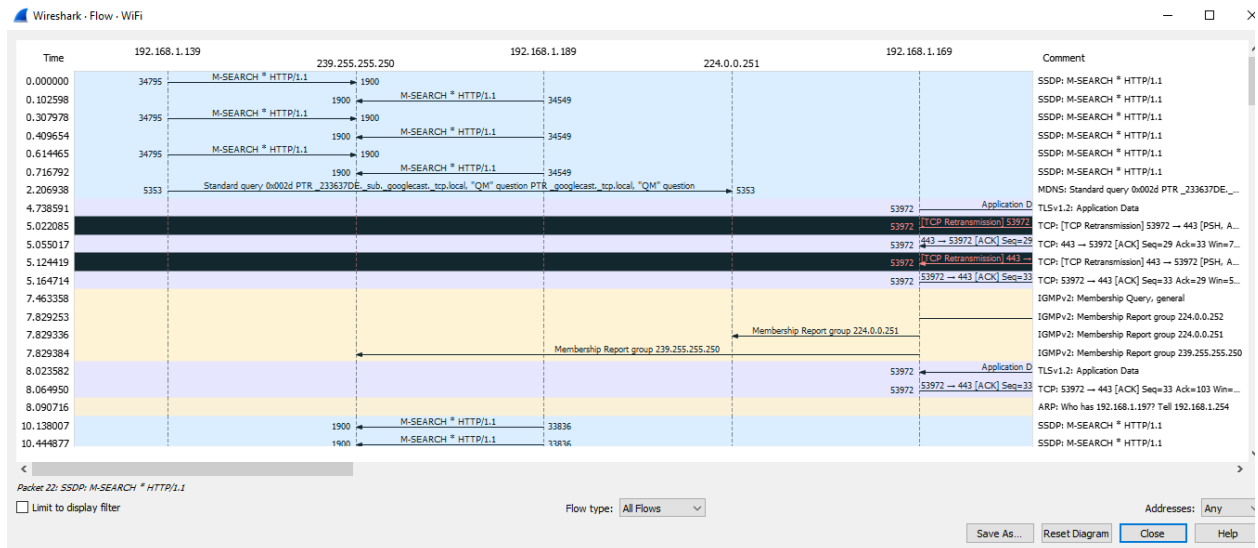 Wireshark · Flow · WiFi
192.168.1.139 192.168.1.189 192.168.1.169
Time 239.255.255.250 224.0.0.251 Comment
0.000000 34795 M-SEARCH * HTTP/1.1 1900 SSDP: M-SEARCH * HTTP/1.1
0.102598 1900 M-SEARCH * HTTP/1.1 34549 SSDP: M-SEARCH * HTTP/1.1
0.307978 34795 M-SEARCH * HTTP/1.1 1900 SSDP: M-SEARCH * HTTP/1.1
0.409654 1900 M-SEARCH * HTTP/1.1 34549 SSDP: M-SEARCH * HTTP/1.1
0.614465 34795 M-SEARCH * HTTP/1.1 1900 SSDP: M-SEARCH * HTTP/1.1
0.716792 1900 M-SEARCH * HTTP/1.1 34549 SSDP: M-SEARCH * HTTP/1.1
2.206938 5353 Standard query 0x002d PTR _233637DE._sub._googlecast._tcp.local, "QM" question PTR _googlecast._tcp.local, "QM" question 5353 MDNS: Standard query 0x002d PTR _233637DE._...
4.738591 53972 Application D TLSv1.2: Application Data
5.022085 53972 [TCP Retransmission] 53972 TCP: [TCP Retransmission] 53972 → 443 [PSH, A...
5.055017 53972 443 → 53972 [ACK] Seq=29 TCP: 443 → 53972 [ACK] Seq=29 Ack=33 Win=7...
5.124419 53972 [TCP Retransmission] 443 → TCP: [TCP Retransmission] 443 → 53972 [PSH, A...
5.164714 53972 53972 → 443 [ACK] Seq=33 TCP: 53972 → 443 [ACK] Seq=33 Ack=29 Win=5...
7.463358 IGMPv2: Membership Query, general
7.829253 IGMPv2: Membership Report group 224.0.0.252
7.829336 Membership Report group 224.0.0.251 IGMPv2: Membership Report group 224.0.0.251
7.829384 Membership Report group 239.255.255.250 IGMPv2: Membership Report group 239.255.255.250
8.023582 53972 Application D TLSv1.2: Application Data
8.064950 53972 53972 → 443 [ACK] Seq=33 TCP: 53972 → 443 [ACK] Seq=33 Ack=103 Win=...
8.090716 ARP: Who has 192.168.1.197? Tell 192.168.1.254
10.138007 1900 M-SEARCH * HTTP/1.1 33836 SSDP: M-SEARCH * HTTP/1.1
10.444877 1900 M-SEARCH * HTTP/1.1 33836 SSDP: M-SEARCH * HTTP/1.1
Packet 22: SSDP: M-SEARCH * HTTP/1.1
Limit to display filter Flow type: All Flows Addresses: Any
Save As... Reset Diagram Close Help